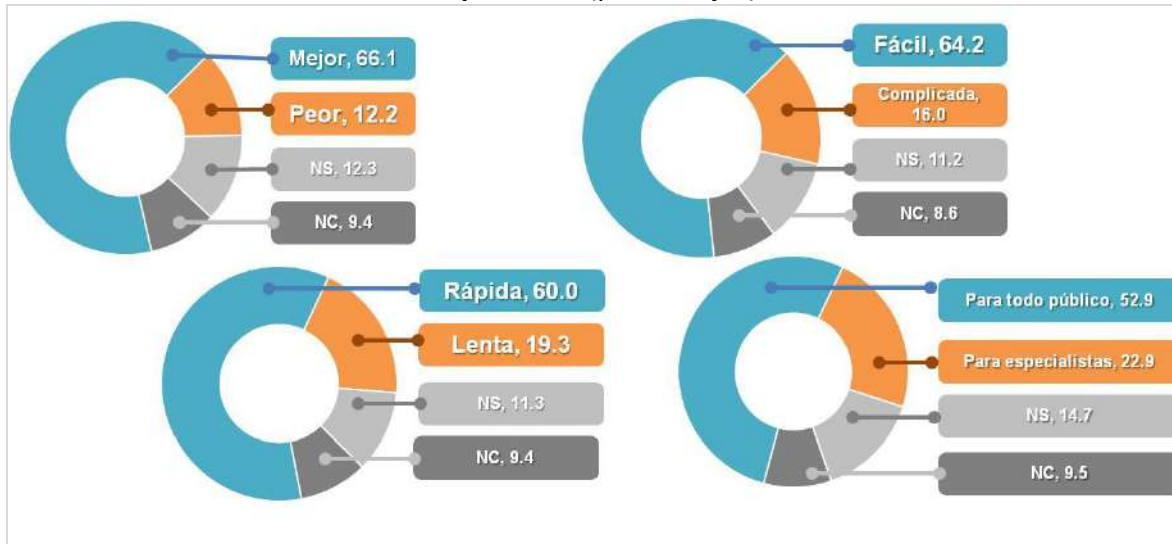 Mejor, 66.1
Peor, 12.2
NS, 12.3
NC, 9.4
Fácil, 64.2
Complicada,
16.0
NS, 11.2
NC, 8.6
Rápida, 60.0
Lenta, 19.3
NS, 11.3
NC, 9.4
Para todo público, 52.9
Para especialistas, 22.9
NS, 14.7
NC, 9.5